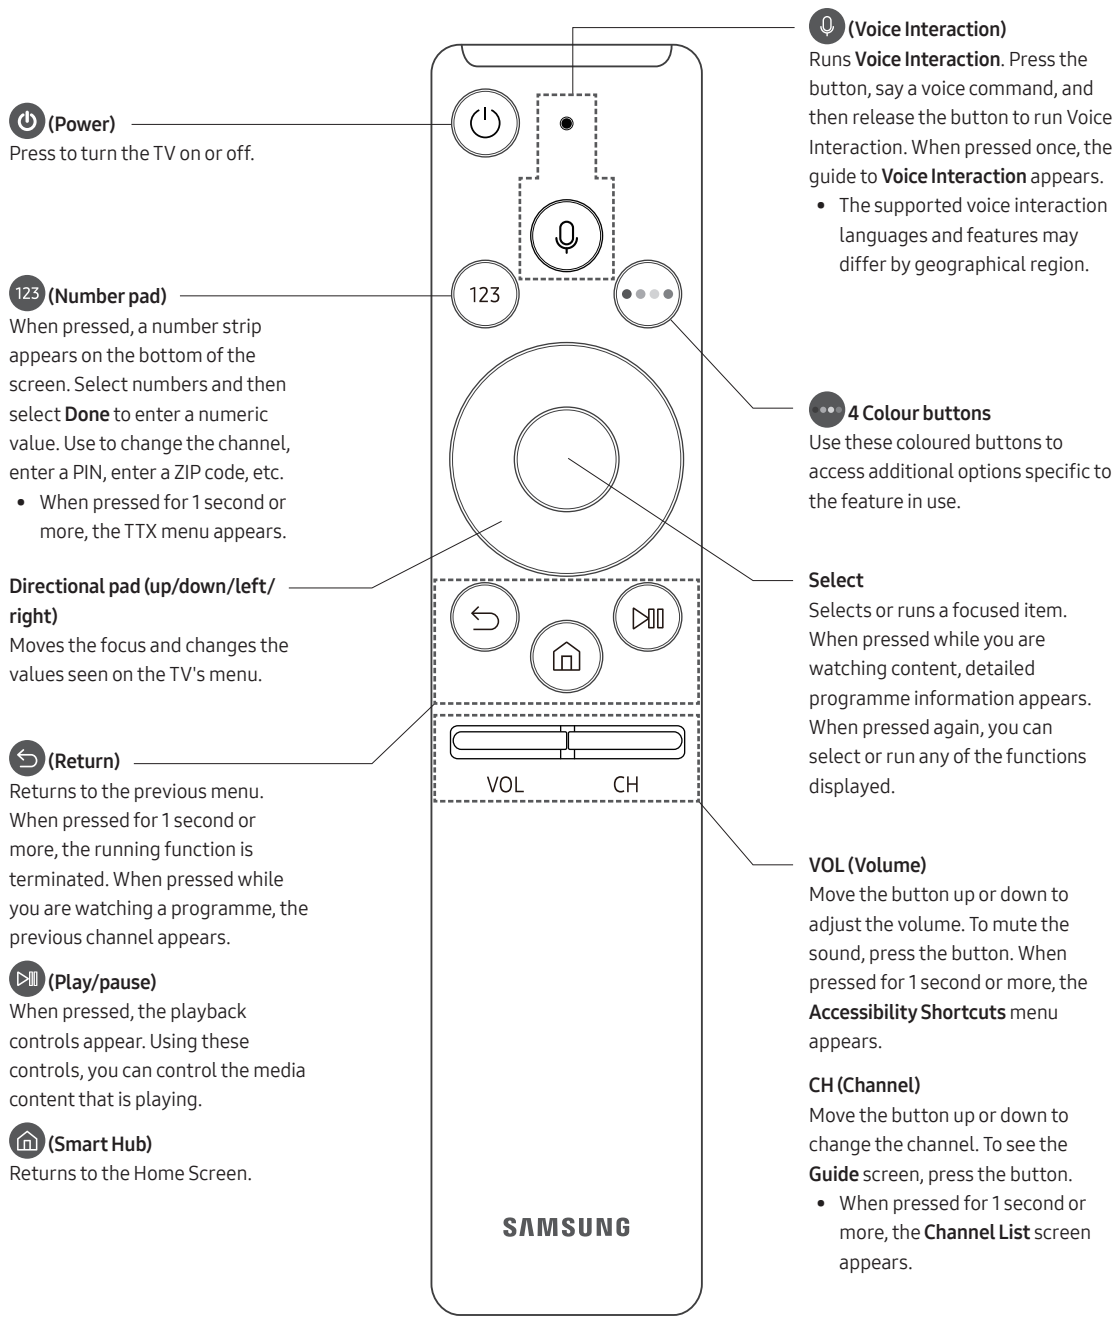 (Power)
Press to turn the TV on or off.
123 (Number pad)
When pressed, a number strip
appears on the bottom of the
screen. Select numbers and then
select Done to enter a numeric
value. Use to change the channel,
enter a PIN, enter a ZIP code, etc.
• When pressed for 1 second or
more, the TTX menu appears.
Directional pad (up/down/left/
right)
Moves the focus and changes the
values seen on the TV's menu.
(Return)
Returns to the previous menu.
When pressed for 1 second or
more, the running function is
terminated. When pressed while
you are watching a programme, the
previous channel appears.
(Play/pause)
When pressed, the playback
controls appear. Using these
controls, you can control the media
content that is playing.
(Smart Hub)
Returns to the Home Screen.
123
VOL
CH
SAMSUNG
(Voice Interaction)
Runs Voice Interaction. Press the
button, say a voice command, and
then release the button to run Voice
Interaction. When pressed once, the
guide to Voice Interaction appears.
• The supported voice interaction
languages and features may
differ by geographical region.
4 Colour buttons
Use these coloured buttons to
access additional options specific to
the feature in use.
Select
Selects or runs a focused item.
When pressed while you are
watching content, detailed
programme information appears.
When pressed again, you can
select or run any of the functions
displayed.
VOL (Volume)
Move the button up or down to
adjust the volume. To mute the
sound, press the button. When
pressed for 1 second or more, the
Accessibility Shortcuts menu
appears.
CH (Channel)
Move the button up or down to
change the channel. To see the
Guide screen, press the button.
• When pressed for 1 second or
more, the Channel List screen
appears.